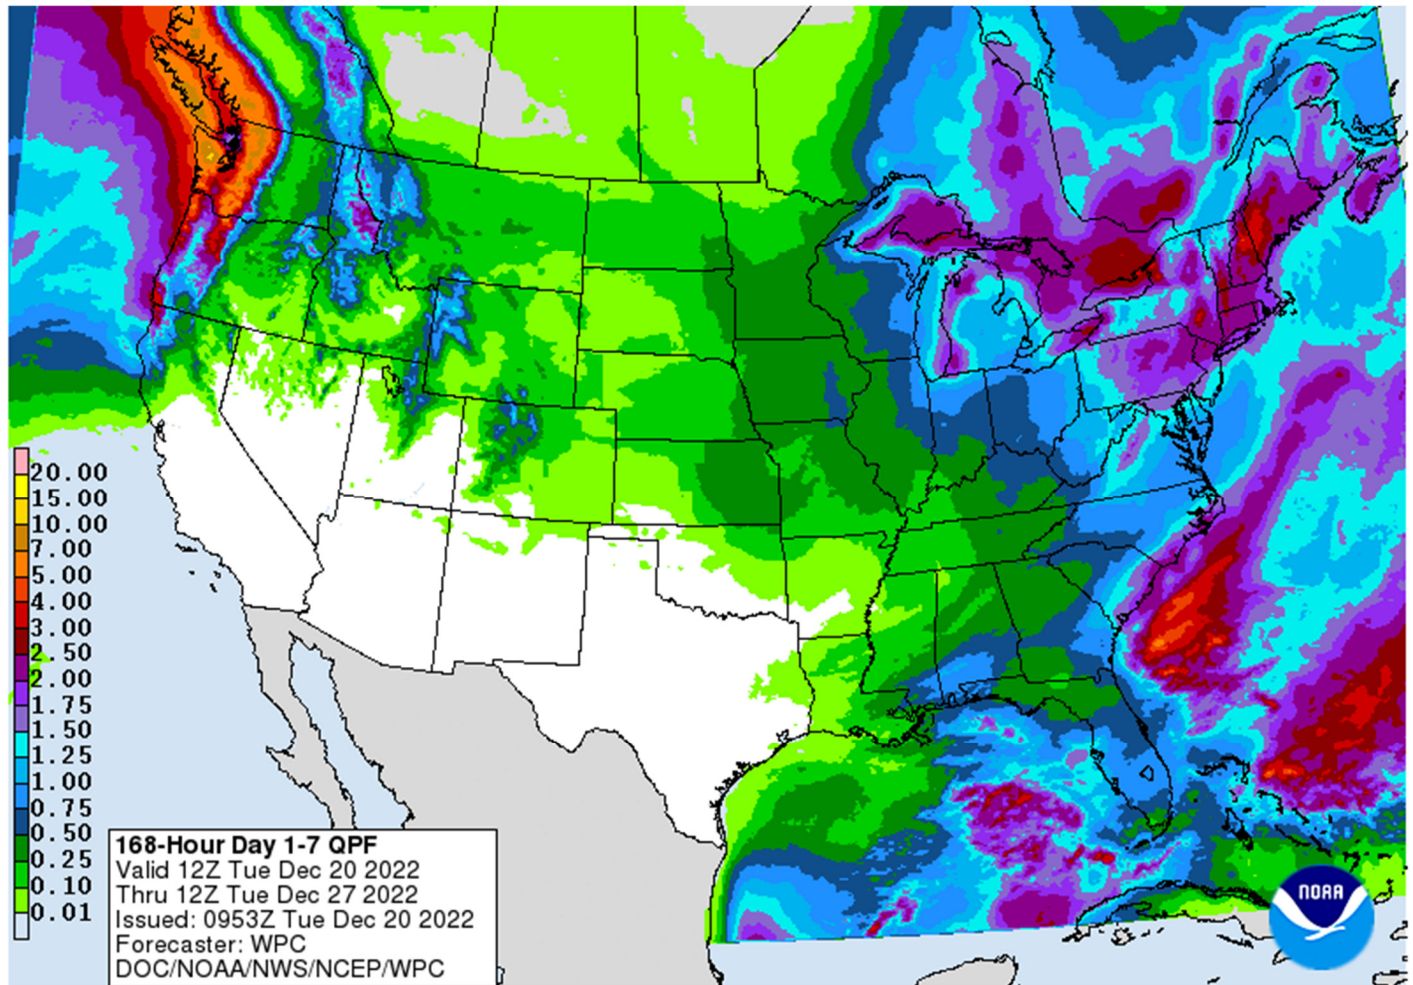 20.00
15.00
10.00
7.00
5.00
4.00
3.00
2.50
2.00
1.75
1.50
1.25
1.00
0.75
0.50
0.25
0.10
0.01
168-Hour Day 1-7 QPF
Valid 12Z Tue Dec 20 2022
Thru 12Z Tue Dec 27 2022
Issued: 0953Z Tue Dec 20 2022
Forecaster: WPC
DOC/NOAA/NWS/NCEP/WPC
NOAA